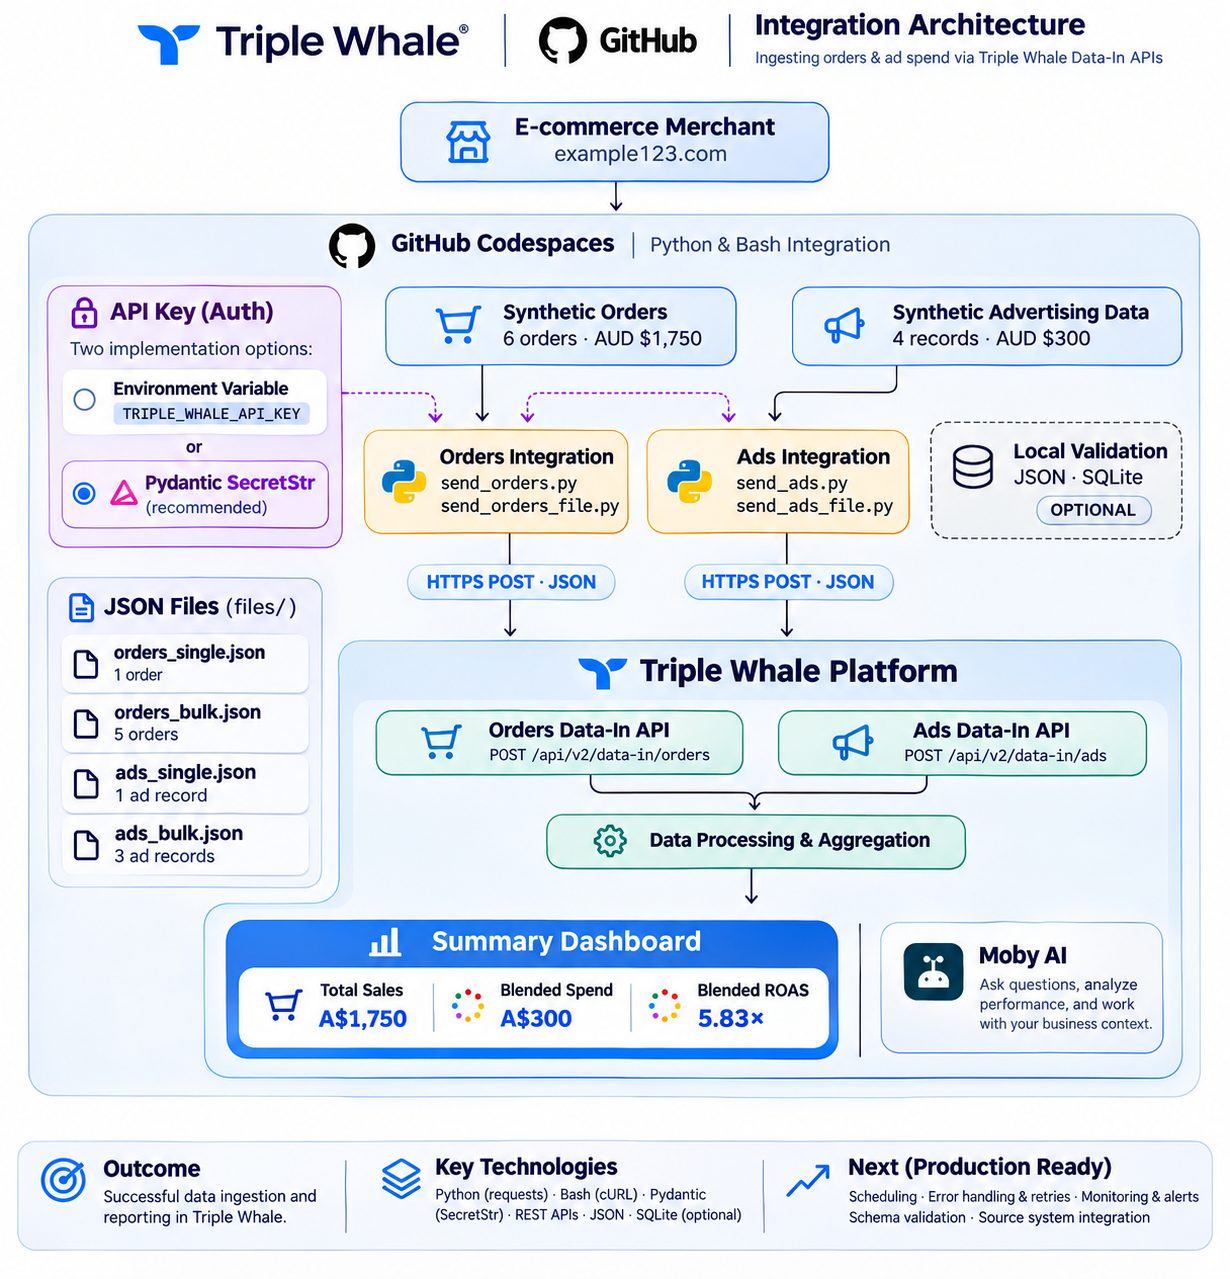 Triple Whale®
GitHub
Integration Architecture
Ingesting orders & ad spend via Triple Whale Data-In APIs
E-commerce Merchant
example123.com
GitHub Codespaces
Python & Bash Integration
API Key (Auth)
Two implementation options:
Environment Variable
TRIPLE_WHALE_API_KEY
or
Pydantic SecretStr
(recommended)
Synthetic Orders
6 orders · AUD $1,750
Synthetic Advertising Data
4 records · AUD $300
Orders Integration
send_orders.py
send_orders_file.py
Ads Integration
send_ads.py
send_ads_file.py
Local Validation
JSON · SQLite
OPTIONAL
HTTPS POST · JSON
HTTPS POST · JSON
JSON Files (files/)
orders_single.json
1 order
orders_bulk.json
5 orders
ads_single.json
1 ad record
ads_bulk.json
3 ad records
Triple Whale Platform
Orders Data-In API
POST /api/v2/data-in/orders
Ads Data-In API
POST /api/v2/data-in/ads
Data Processing & Aggregation
Summary Dashboard
Total Sales
A$1,750
Blended Spend
A$300
Blended ROAS
5.83×
Moby AI
Ask questions, analyze
performance, and work
with your business context.
Outcome
Successful data ingestion and
reporting in Triple Whale.
Key Technologies
Python (requests) · Bash (cURL) · Pydantic
(SecretStr) · REST APIs · JSON · SQLite (optional)
Next (Production Ready)
Scheduling · Error handling & retries · Monitoring & alerts
Schema validation · Source system integration